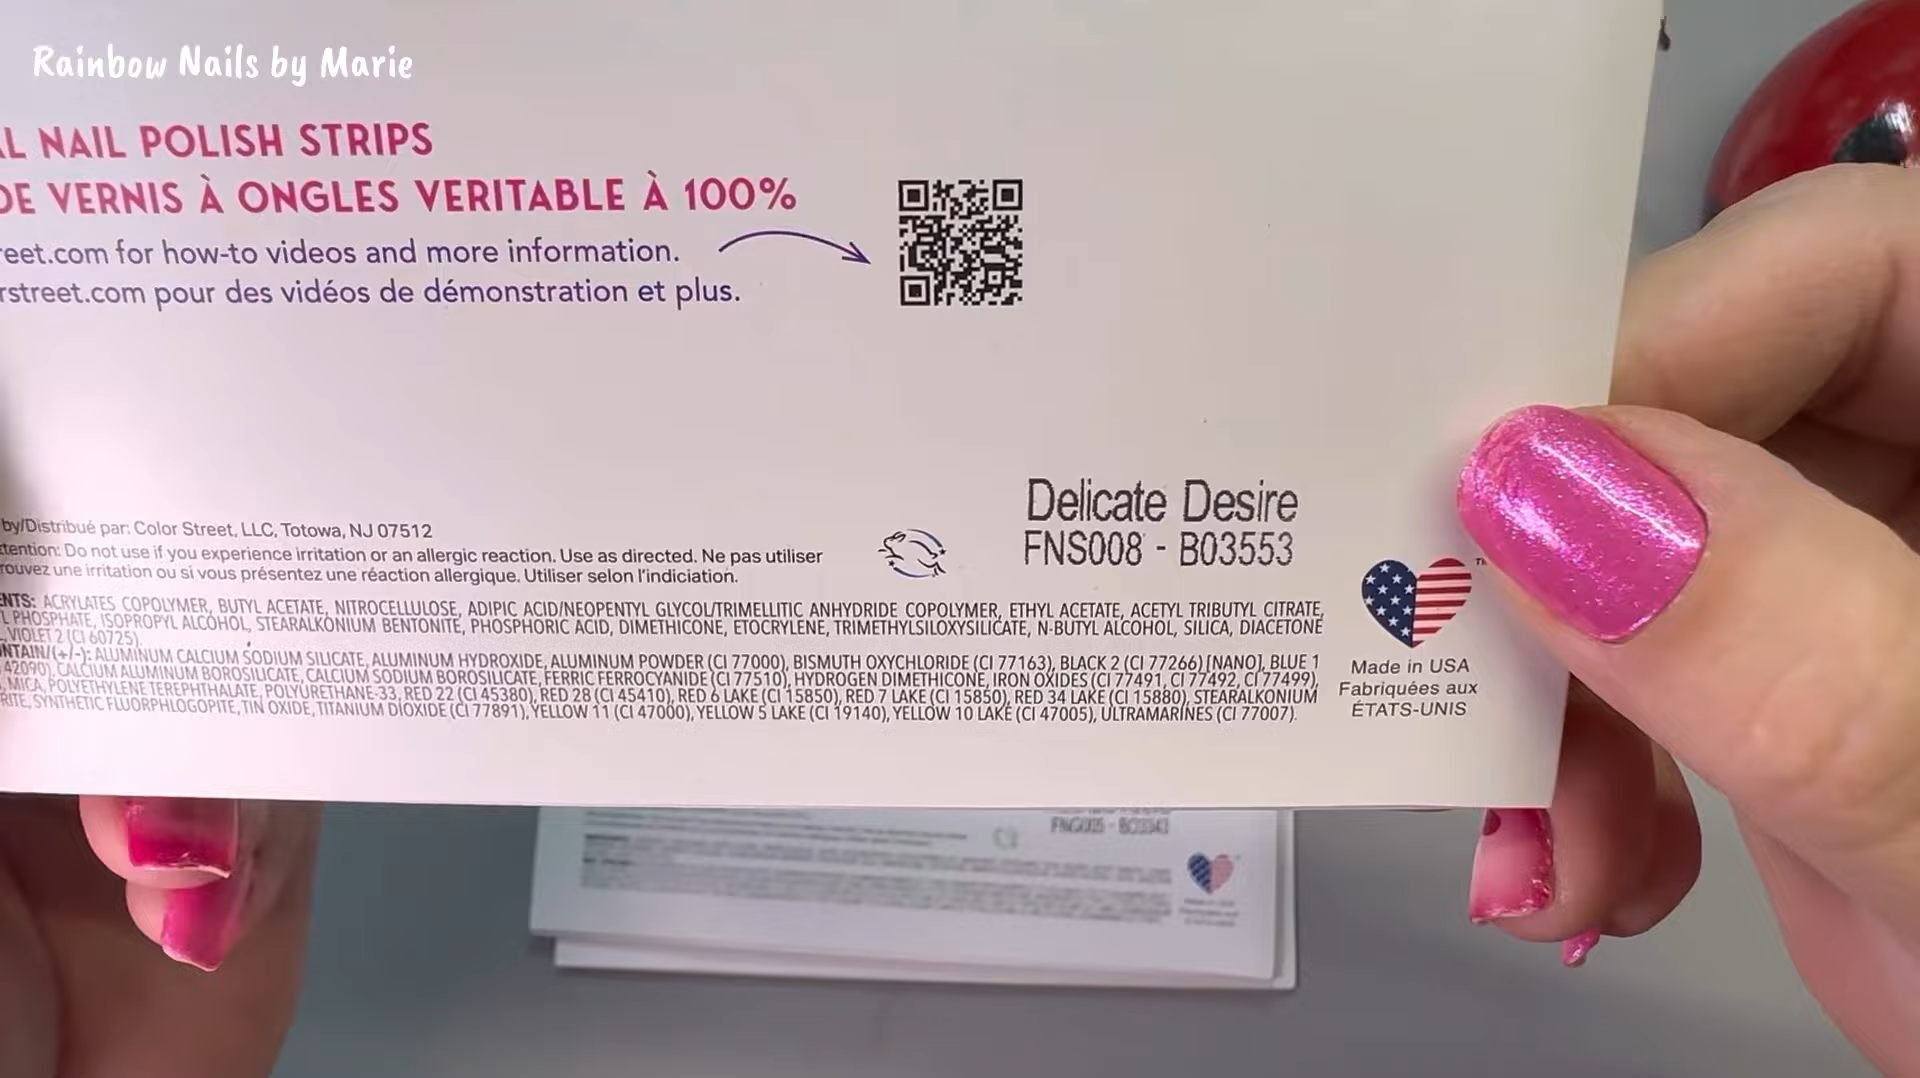 Rainbow Nails by Marie
NAIL POLISH STRIPS
DE VERNIS À ONGLES VERITABLE À 100%
reet.com for how-to videos and more information.
rstreet.com pour des vidéos de démonstration et plus.
Delicate Desire
FNS008 - B03553
by/Distribué par: Color Street, LLC, Totowa, NJ 07512
ttention: Do not use if you experience irritation or an allergic reaction. Use as directed. Ne pas utiliser
rouvez une irritation ou si vous présentez une réaction allergique. Utiliser selon l'indiciation.
NTS: ACRYLATES COPOLYMER, BUTYL ACETATE, NITROCELLULOSE, ADIPIC ACID/NEOPENTYL GLYCOL/TRIMELLITIC ANHYDRIDE COPOLYMER, ETHYL ACETATE, ACETYL TRIBUTYL CITRATE,
L PHOSPHATE, ISOPROPYL ALCOHOL, STEARALKONIUM BENTONITE, PHOSPHORIC ACID, DIMETHICONE, ETOCRYLENE, TRIMETHYLSILOXYSILICATE, N-BUTYL ALCOHOL, SILICA, DIACETONE
VIOLET 2 (CI 60725).
NTAIN/(+/-): ALUMINUM CALCIUM SODIUM SILICATE, ALUMINUM HYDROXIDE, ALUMINUM POWDER (CI 77000), BISMUTH OXYCHLORIDE (CI 77163), BLACK 2 (CI 77266) [NANO], BLUE 1
42090), CALCIUM ALUMINUM BOROSILICATE, CALCIUM SODIUM BOROSILICATE, FERRIC FERROCYANIDE (CI 77510), HYDROGEN DIMETHICONE, IRON OXIDES (CI 77491, CI 77492, CI 77499),
MICA, POLYETHYLENE TEREPHTHALATE, POLYURETHANE-33, RED 22 (CI 45380), RED 28 (CI 45410), RED 6 LAKE (CI 15850), RED 7 LAKE (CI 15850), RED 34 LAKE (CI 15880), STEARALKONIUM
RITE, SYNTHETIC FLUORPHLOGOPITE, TIN OXIDE, TITANIUM DIOXIDE (CI 77891), YELLOW 11 (CI 47000), YELLOW 5 LAKE (CI 19140), YELLOW 10 LAKE (CI 47005), ULTRAMARINES (CI 77007).
Made in USA
Fabriquées aux
ÉTATS-UNIS